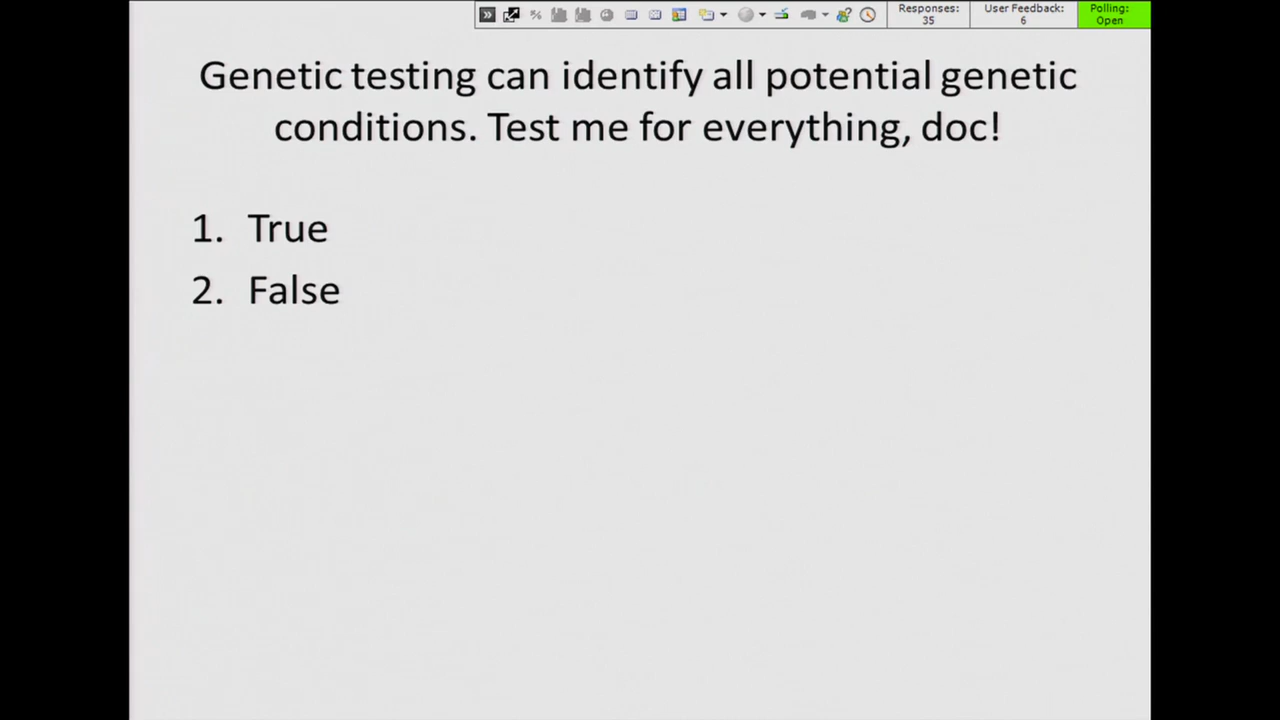 Responses: User Feedback: Polling:
35 6 Open
Genetic testing can identify all potential genetic
conditions. Test me for everything, doc!
1. True
2. False